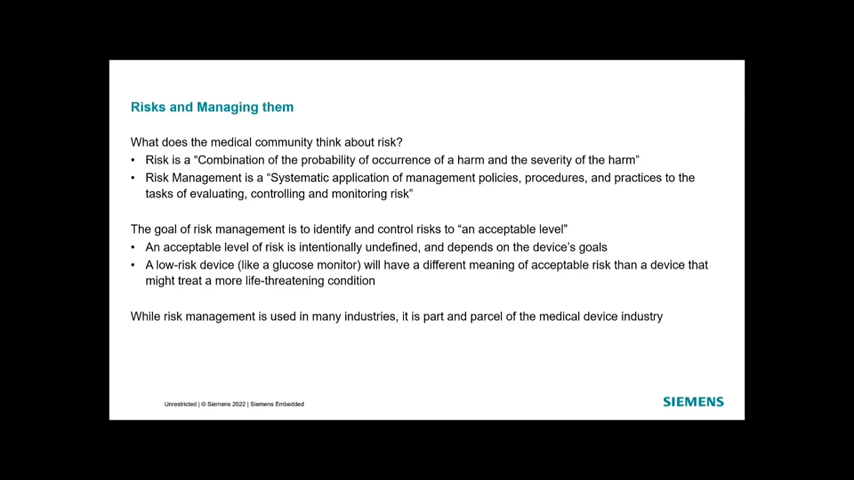 Risks and Managing them
What does the medical community think about risk?
• Risk is a “Combination of the probability of occurrence of a harm and the severity of the harm”
• Risk Management is a “Systematic application of management policies, procedures, and practices to the
tasks of evaluating, controlling and monitoring risk”
The goal of risk management is to identify and control risks to “an acceptable level”
• An acceptable level of risk is intentionally undefined, and depends on the device’s goals
• A low-risk device (like a glucose monitor) will have a different meaning of acceptable risk than a device that
might treat a more life-threatening condition
While risk management is used in many industries, it is part and parcel of the medical device industry
Unrestricted | © Siemens 2022 | Siemens Embedded
SIEMENS